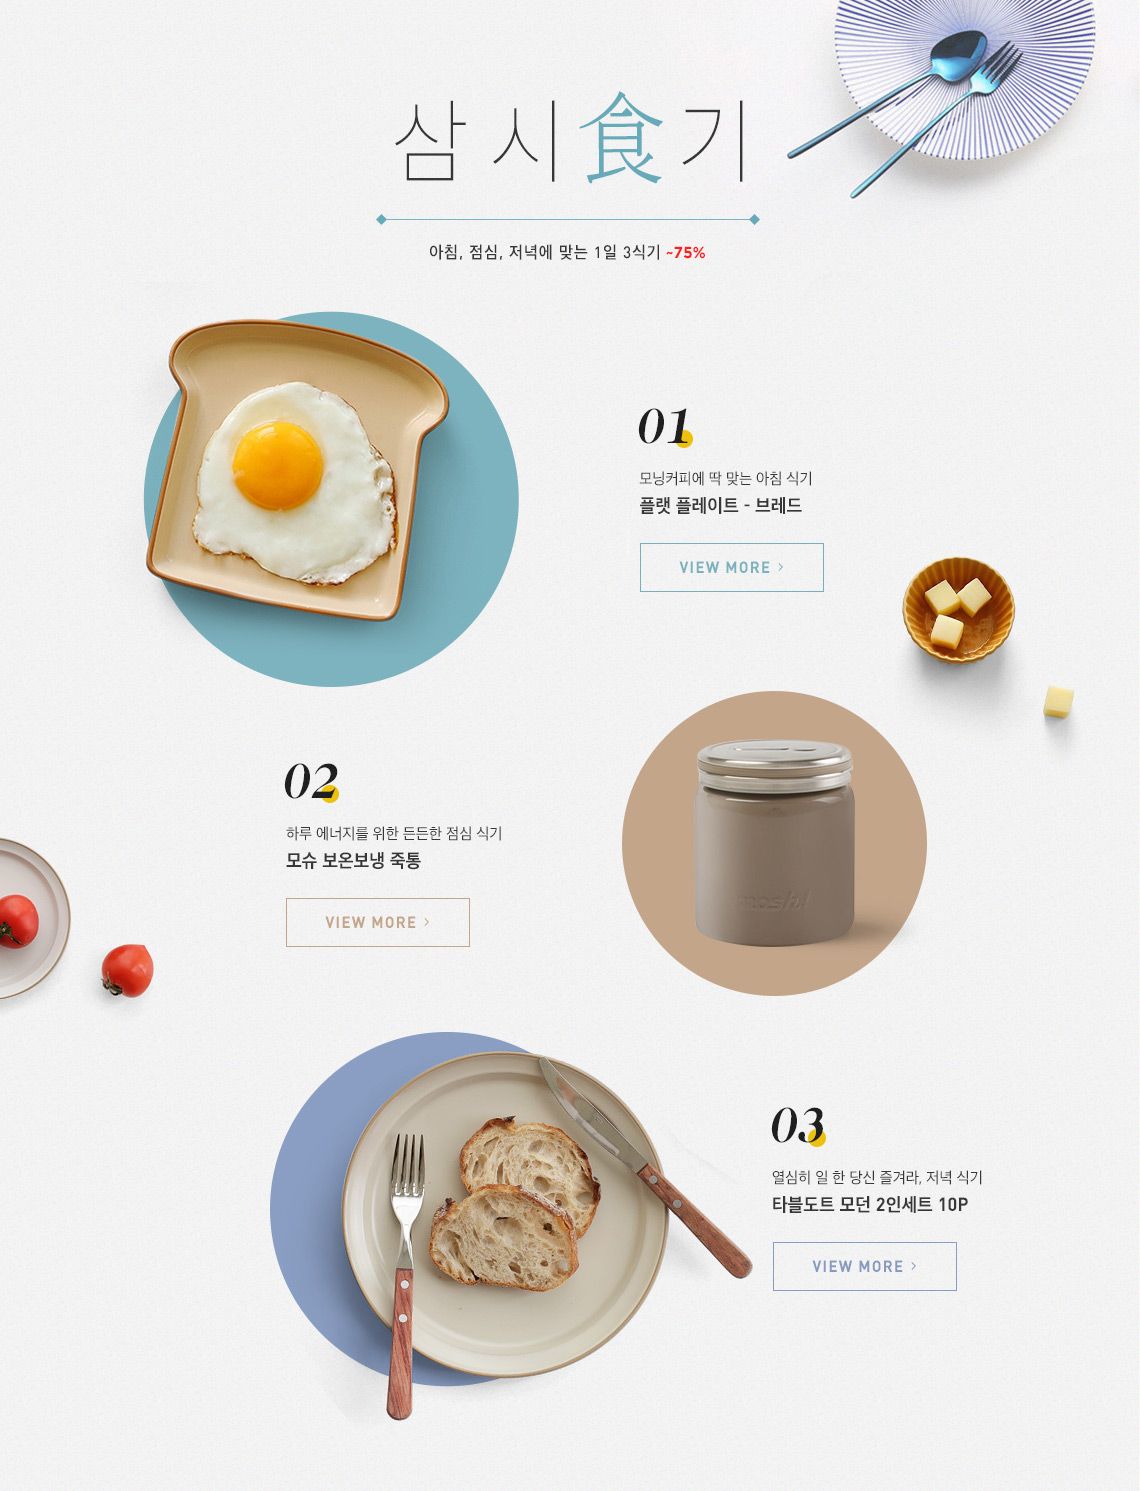 삼시食기
아침, 점심, 저녁에 맞는 1일 3식기 ~75%
01
모닝커피에 딱 맞는 아침 식기
플랫 플레이트 - 브레드
VIEW MORE >
02
하루 에너지를 위한 든든한 점심 식기
모슈 보온보냉 죽통
VIEW MORE >
moshi
03
열심히 일 한 당신 즐겨라, 저녁 식기
타블도트 모던 2인세트 10P
VIEW MORE >